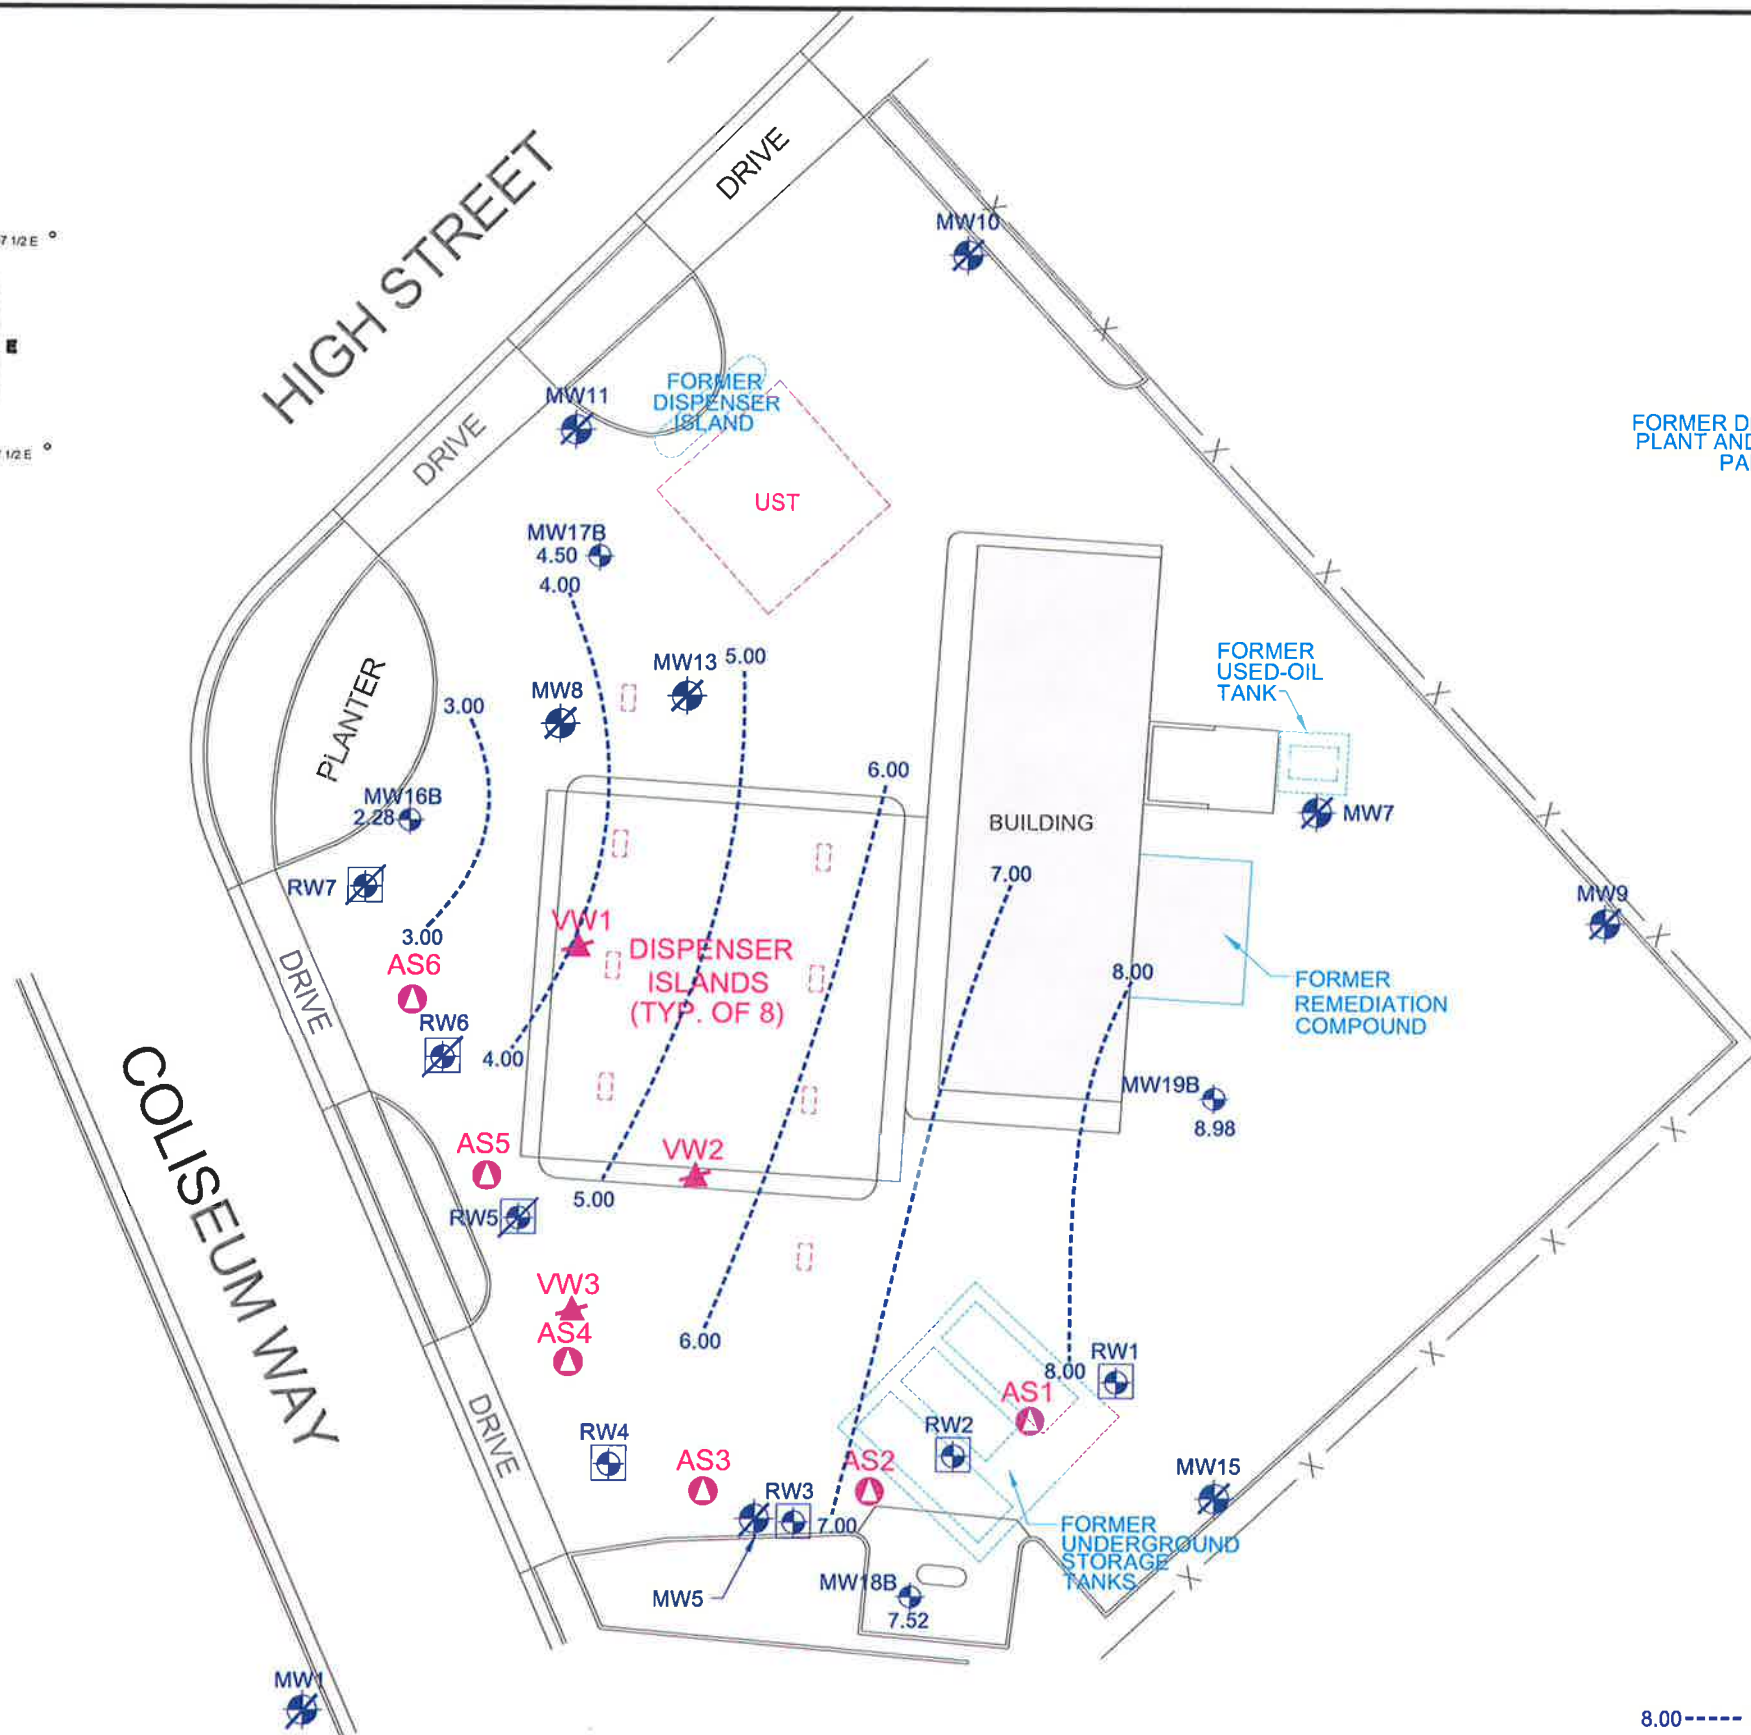 7 1/2 E °
E
1/2 E °
HIGH STREET
DRIVE
MW10
FORMER
DISPENSER
ISLAND
MW11
DRIVE
UST
FORMER D
PLANT AND
PA
MW17B
4.50
4.00
MW13
5.00
MW8
3.00
PLANTER
FORMER
USED-OIL
TANK
6.00
MW16B
2.28
BUILDING
MW7
7.00
RW7
MW9
3.00
VW1
DISPENSER
ISLANDS
(TYP. OF 8)
AS6
8.00
FORMER
REMEDIATION
COMPOUND
DRIVE
RW6
4.00
MW19B
8.98
COLISEUM WAY
AS5
VW2
5.00
RW5
VW3
AS4
6.00
8.00
RW1
AS1
DRIVE
RW4
RW2
AS3
AS2
MW15
RW3
7.00
FORMER
UNDERGROUND
STORAGE
TANKS
MW5
MW18B
7.52
MW1
8.00
X
X
X
X
X
X
X
X
X
X
X
X
X